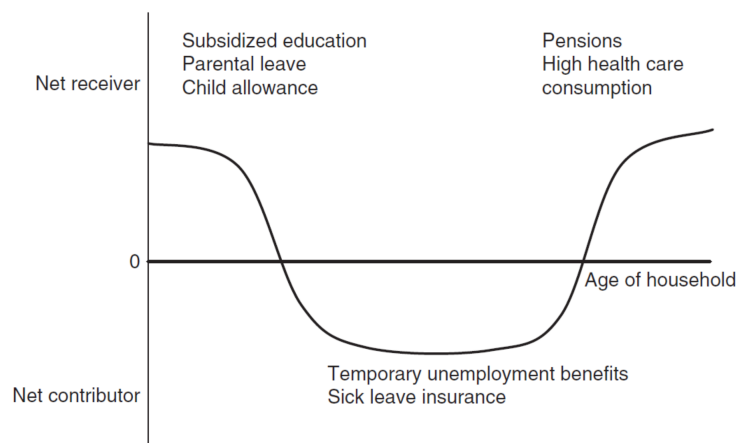 Subsidized education
Parental leave
Child allowance
Pensions
High health care
consumption
Net receiver
0
Age of household
Temporary unemployment benefits
Sick leave insurance
Net contributor